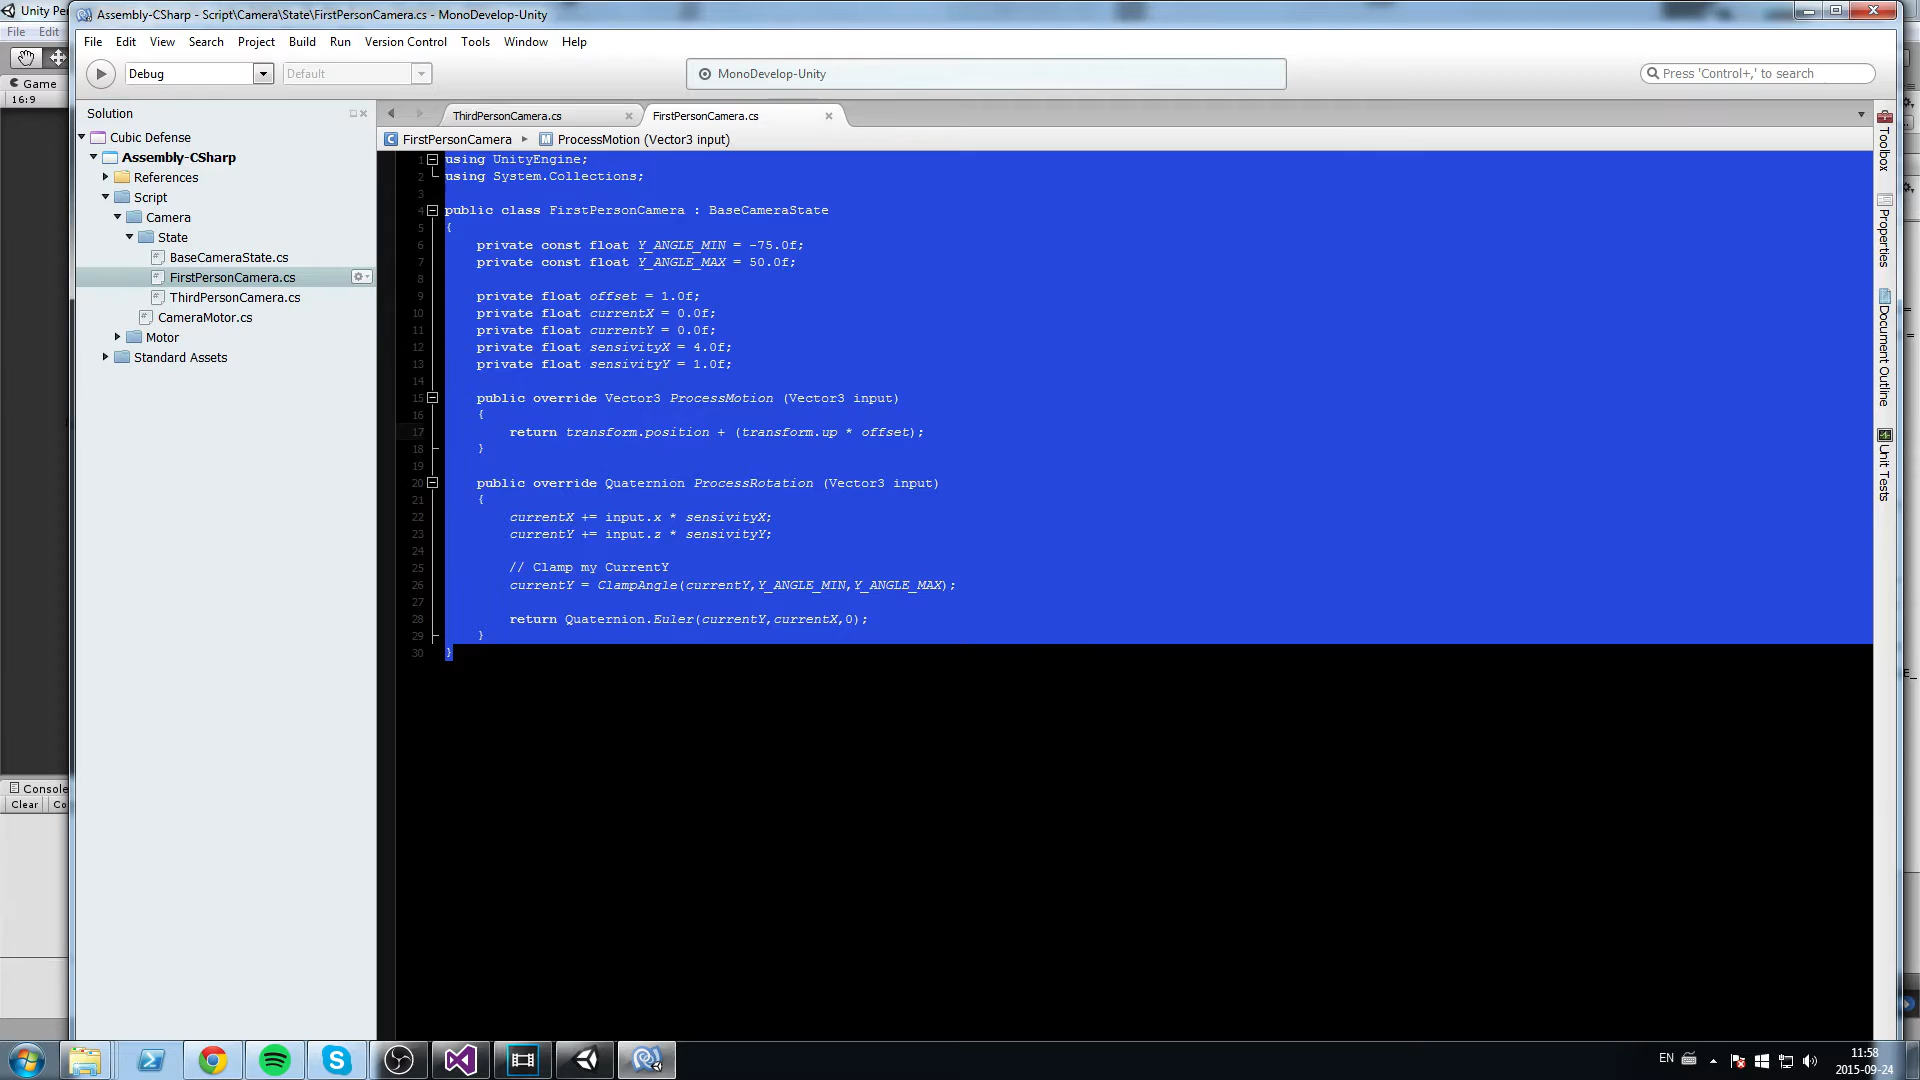 Unity Pe
Assembly-CSharp - Script\Camera\State\FirstPersonCamera.cs - MonoDevelop-Unity
File Edit
File Edit View Search Project Build Run Version Control Tools Window Help
Debug
Default
MonoDevelop-Unity
Press 'Control+,' to search
Game
16:9
Solution
Cubic Defense
Assembly-CSharp
References
Script
Camera
State
BaseCameraState.cs
FirstPersonCamera.cs
ThirdPersonCamera.cs
CameraMotor.cs
Motor
Standard Assets
ThirdPersonCamera.cs
FirstPersonCamera.cs
FirstPersonCamera
ProcessMotion (Vector3 input)
1 using UnityEngine;
2 using System.Collections;
3
4 public class FirstPersonCamera : BaseCameraState
5 {
6 private const float Y_ANGLE_MIN = -75.0f;
7 private const float Y_ANGLE_MAX = 50.0f;
8
9 private float offset = 1.0f;
10 private float currentX = 0.0f;
11 private float currentY = 0.0f;
12 private float sensivityX = 4.0f;
13 private float sensivityY = 1.0f;
14
15 public override Vector3 ProcessMotion (Vector3 input)
16 {
17 return transform.position + (transform.up * offset);
18 }
19
20 public override Quaternion ProcessRotation (Vector3 input)
21 {
22 currentX += input.x * sensivityX;
23 currentY += input.z * sensivityY;
24
25 // Clamp my CurrentY
26 currentY = ClampAngle(currentY,Y_ANGLE_MIN,Y_ANGLE_MAX);
27
28 return Quaternion.Euler(currentY,currentX,0);
29 }
30 }
Toolbox
Properties
Document Outline
Unit Tests
Console
Clear Co
EN
11:58
2015-09-24